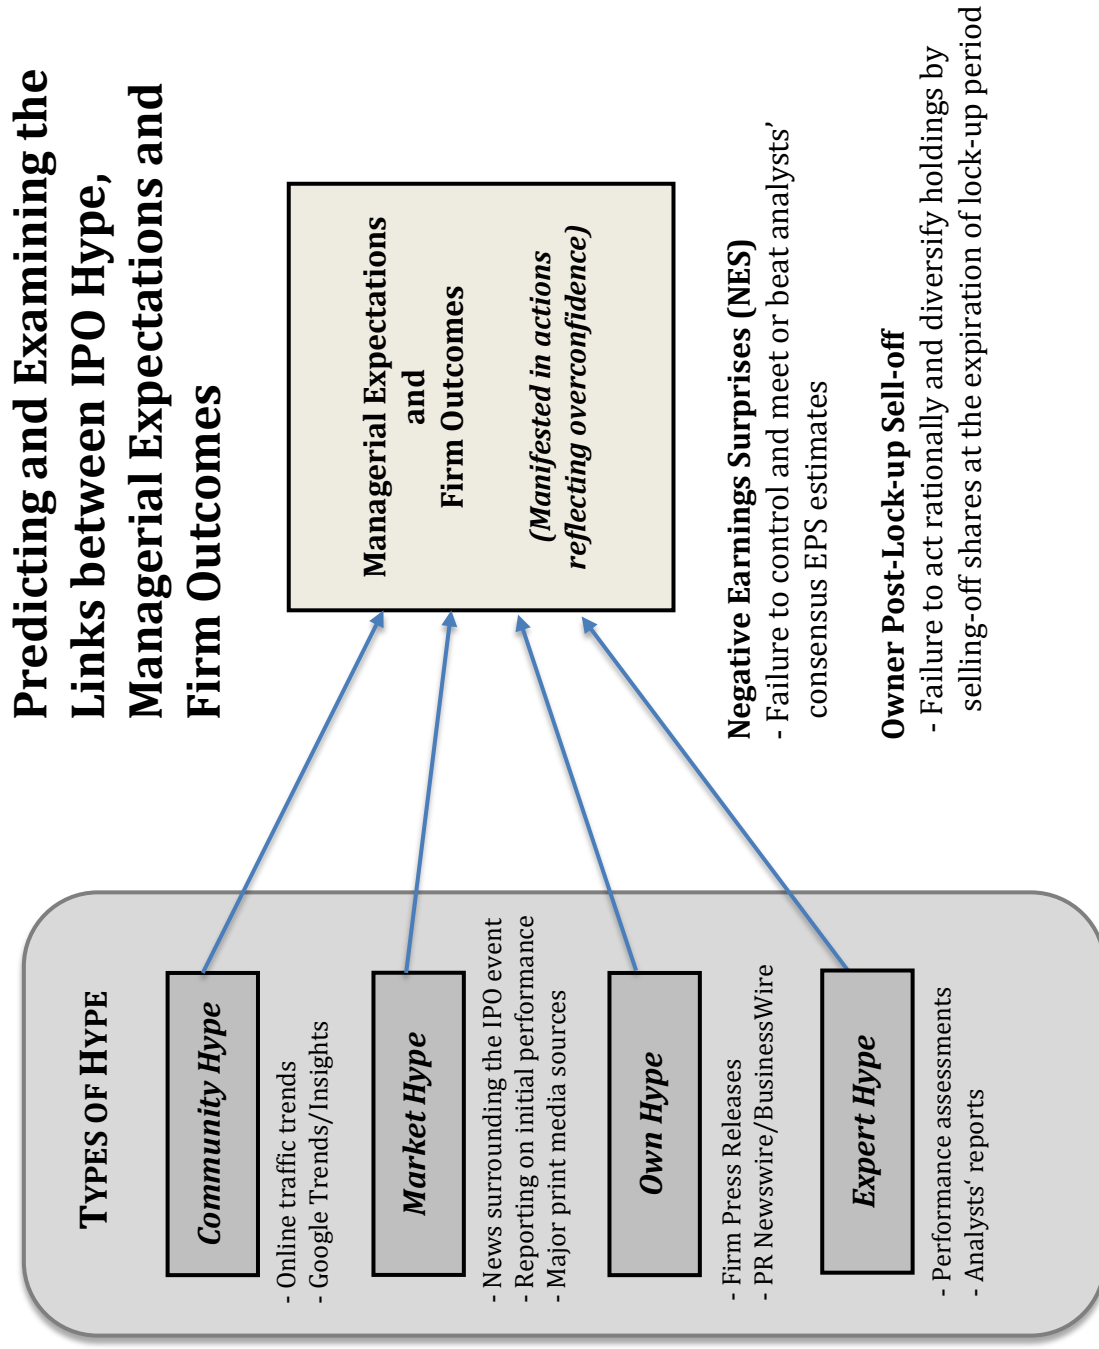 Predicting and Examining the
Links between IPO Hype,
Managerial Expectations and
Firm Outcomes
TYPES OF HYPE
Community Hype
- Online traffic trends
- Google Trends/Insights
Market Hype
- News surrounding the IPO event
- Reporting on initial performance
- Major print media sources
Own Hype
- Firm Press Releases
- PR Newswire/BusinessWire
Expert Hype
- Performance assessments
- Analysts‘ reports
Managerial Expectations
and
Firm Outcomes
(Manifested in actions
reflecting overconfidence)
Negative Earnings Surprises (NES)
- Failure to control and meet or beat analysts’
consensus EPS estimates
Owner Post-Lock-up Sell-off
- Failure to act rationally and diversify holdings by
selling-off shares at the expiration of lock-up period